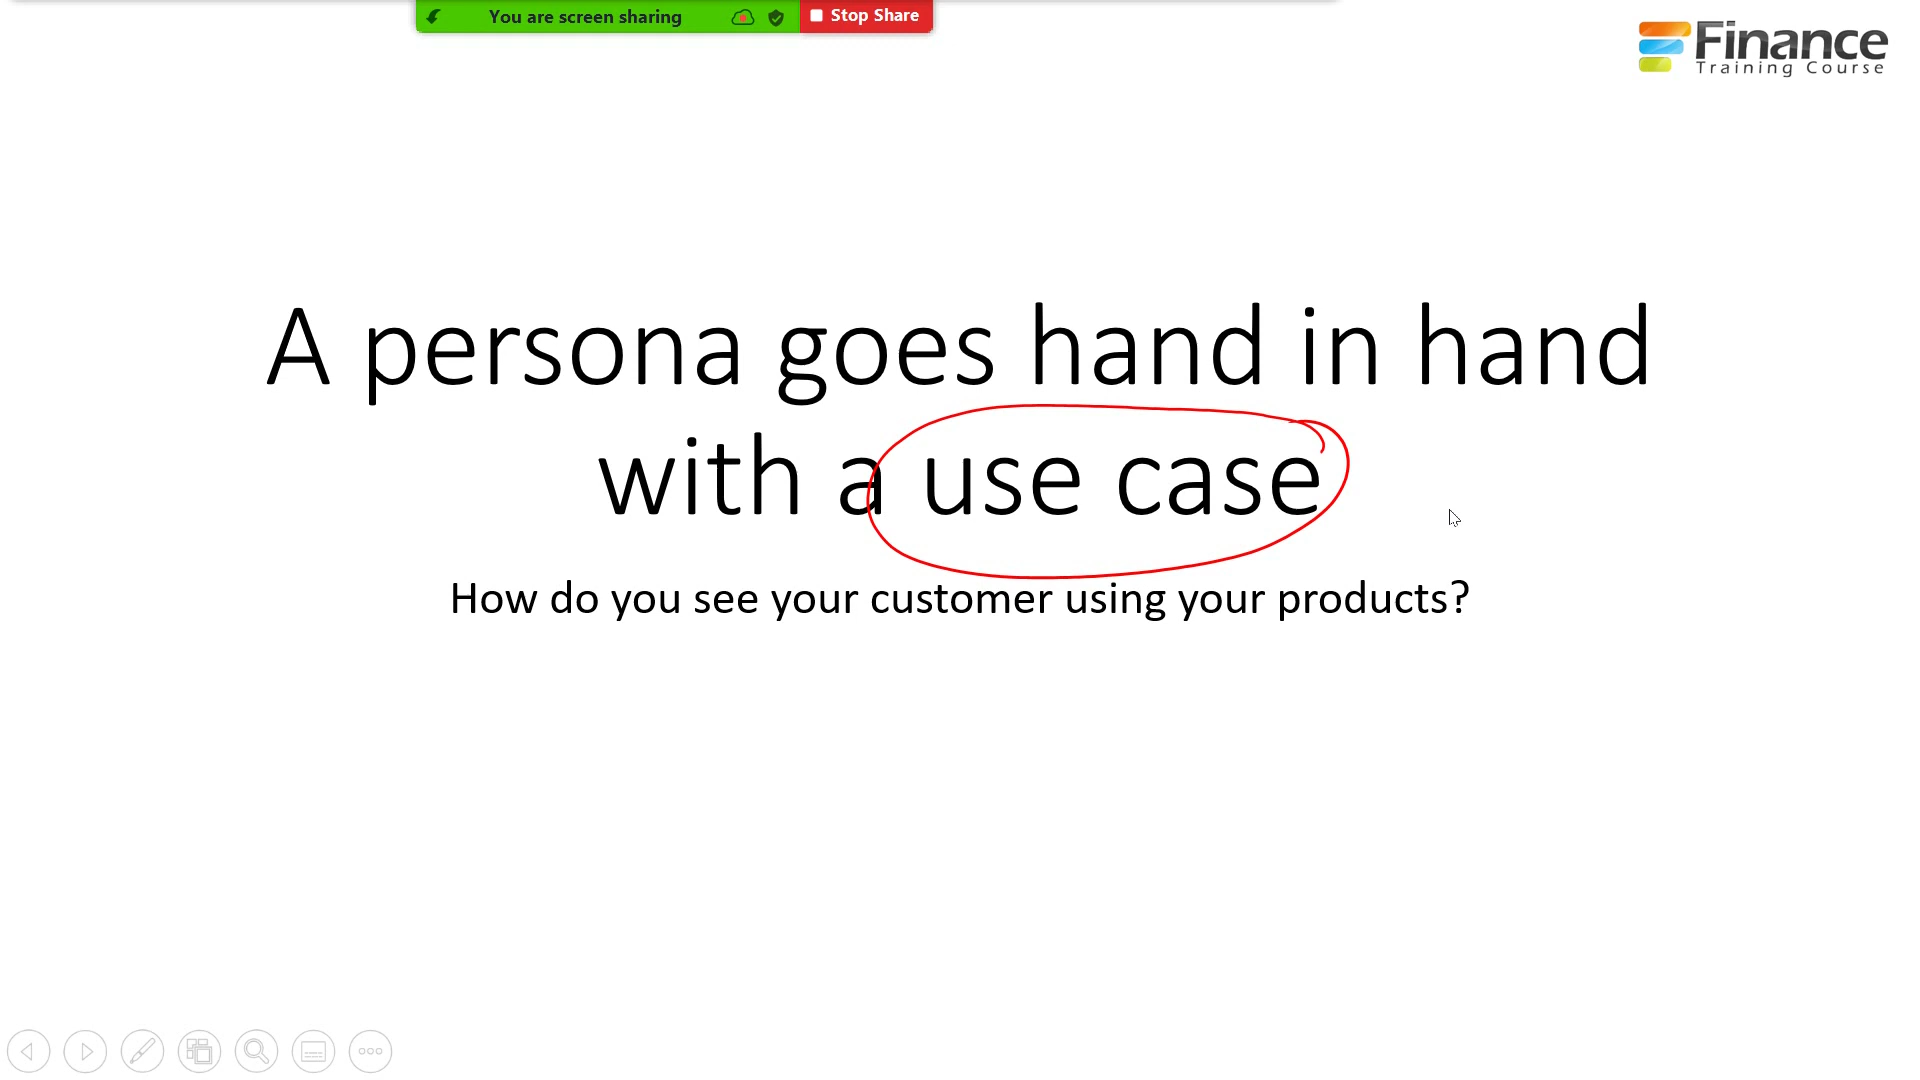 You are screen sharing
Stop Share
Finance
Training Course
A persona goes hand in hand
with a use case
How do you see your customer using your products?